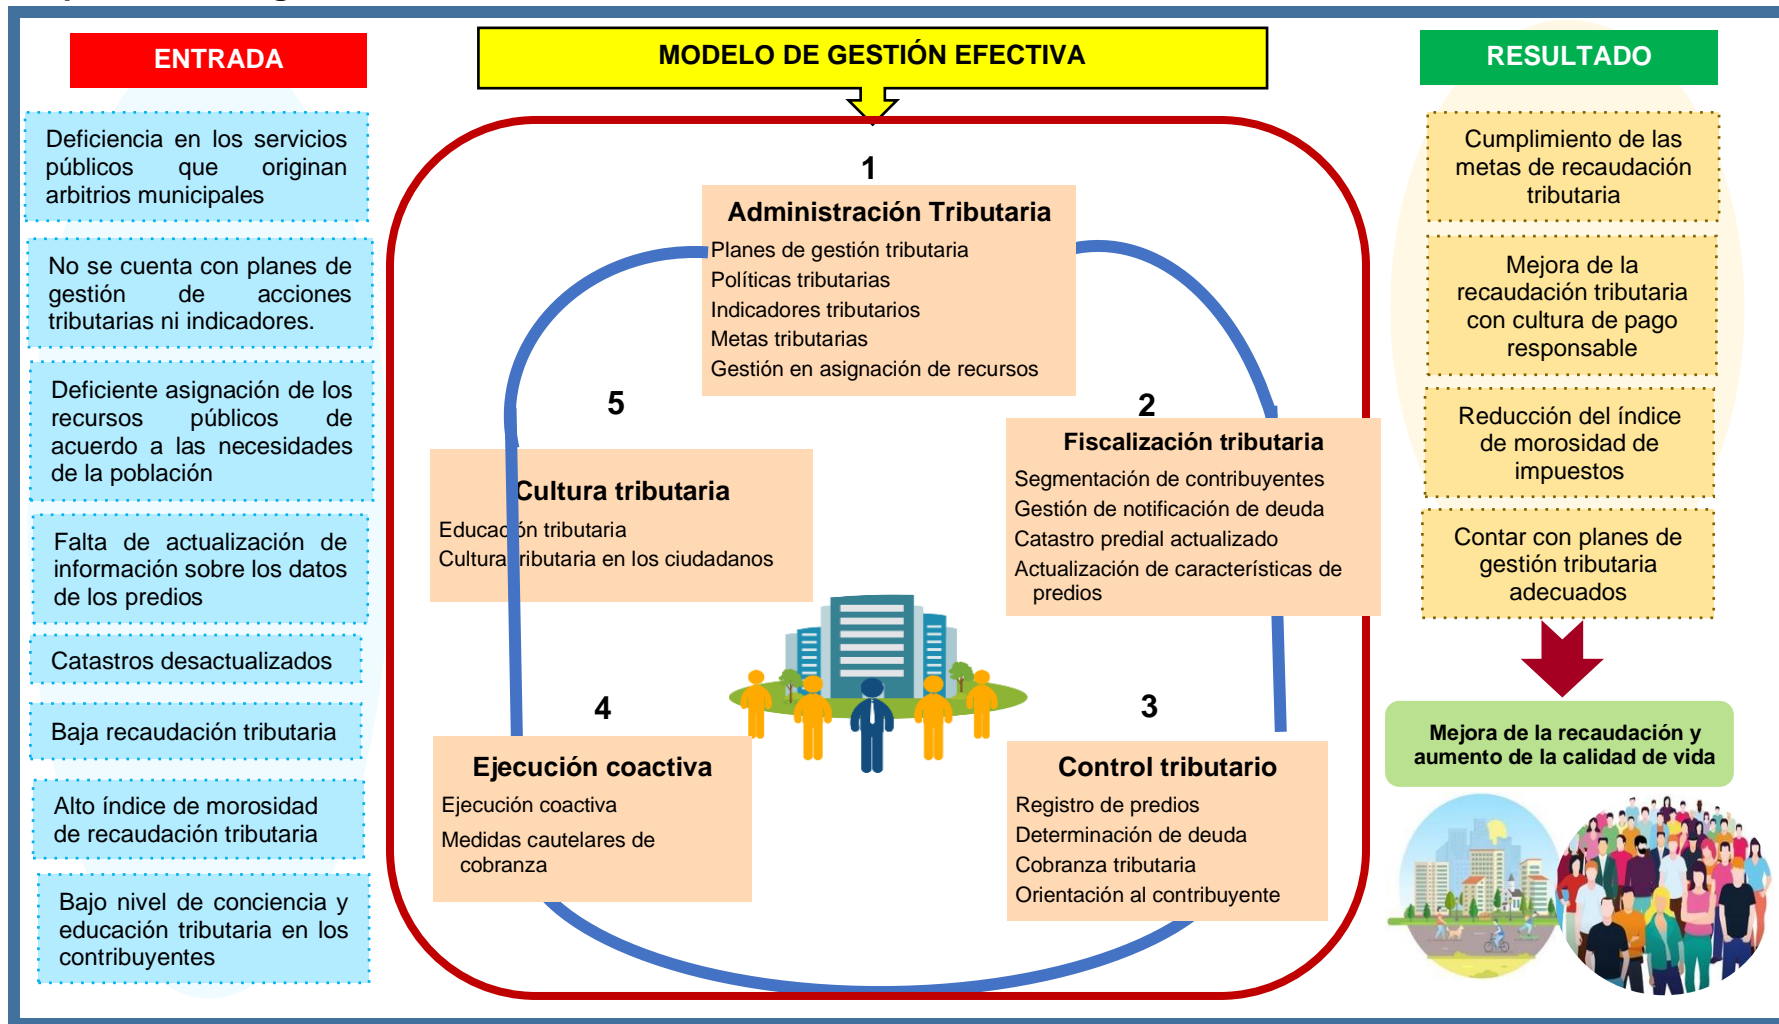 ENTRADA
Deficiencia en los servicios
públicos que originan
arbitrios municipales
No se cuenta con planes de
gestión de acciones
tributarias ni indicadores.
Deficiente asignación de los
recursos públicos de
acuerdo a las necesidades
de la población
Falta de actualización de
información sobre los datos
de los predios
Catastros desactualizados
Baja recaudación tributaria
Alto índice de morosidad
de recaudación tributaria
Bajo nivel de conciencia y
educación tributaria en los
contribuyentes
MODELO DE GESTIÓN EFECTIVA
1
Administración Tributaria
Planes de gestión tributaria
Políticas tributarias
Indicadores tributarios
Metas tributarias
Gestión en asignación de recursos
2
Fiscalización tributaria
Segmentación de contribuyentes
Gestión de notificación de deuda
Catastro predial actualizado
Actualización de características de
predios
3
Control tributario
Registro de predios
Determinación de deuda
Cobranza tributaria
Orientación al contribuyente
4
Ejecución coactiva
Ejecución coactiva
Medidas cautelares de
cobranza
5
Cultura tributaria
Educación tributaria
Cultura tributaria en los ciudadanos
RESULTADO
Cumplimiento de las
metas de recaudación
tributaria
Mejora de la
recaudación tributaria
con cultura de pago
responsable
Reducción del índice
de morosidad de
impuestos
Contar con planes de
gestión tributaria
adecuados
Mejora de la recaudación y
aumento de la calidad de vida